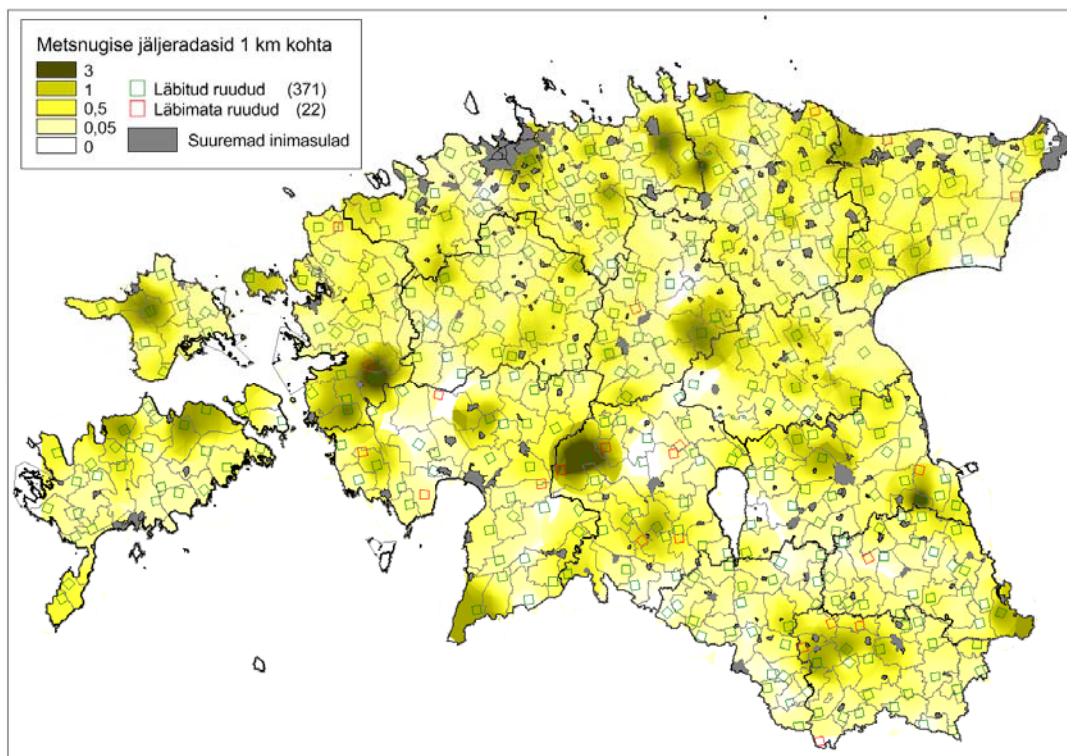 Metsnugise jäljeradasid 1 km kohta
3
1
0,5
0,05
0
Läbitud ruudud (371)
Läbimata ruudud (22)
Suuremad inimasulad